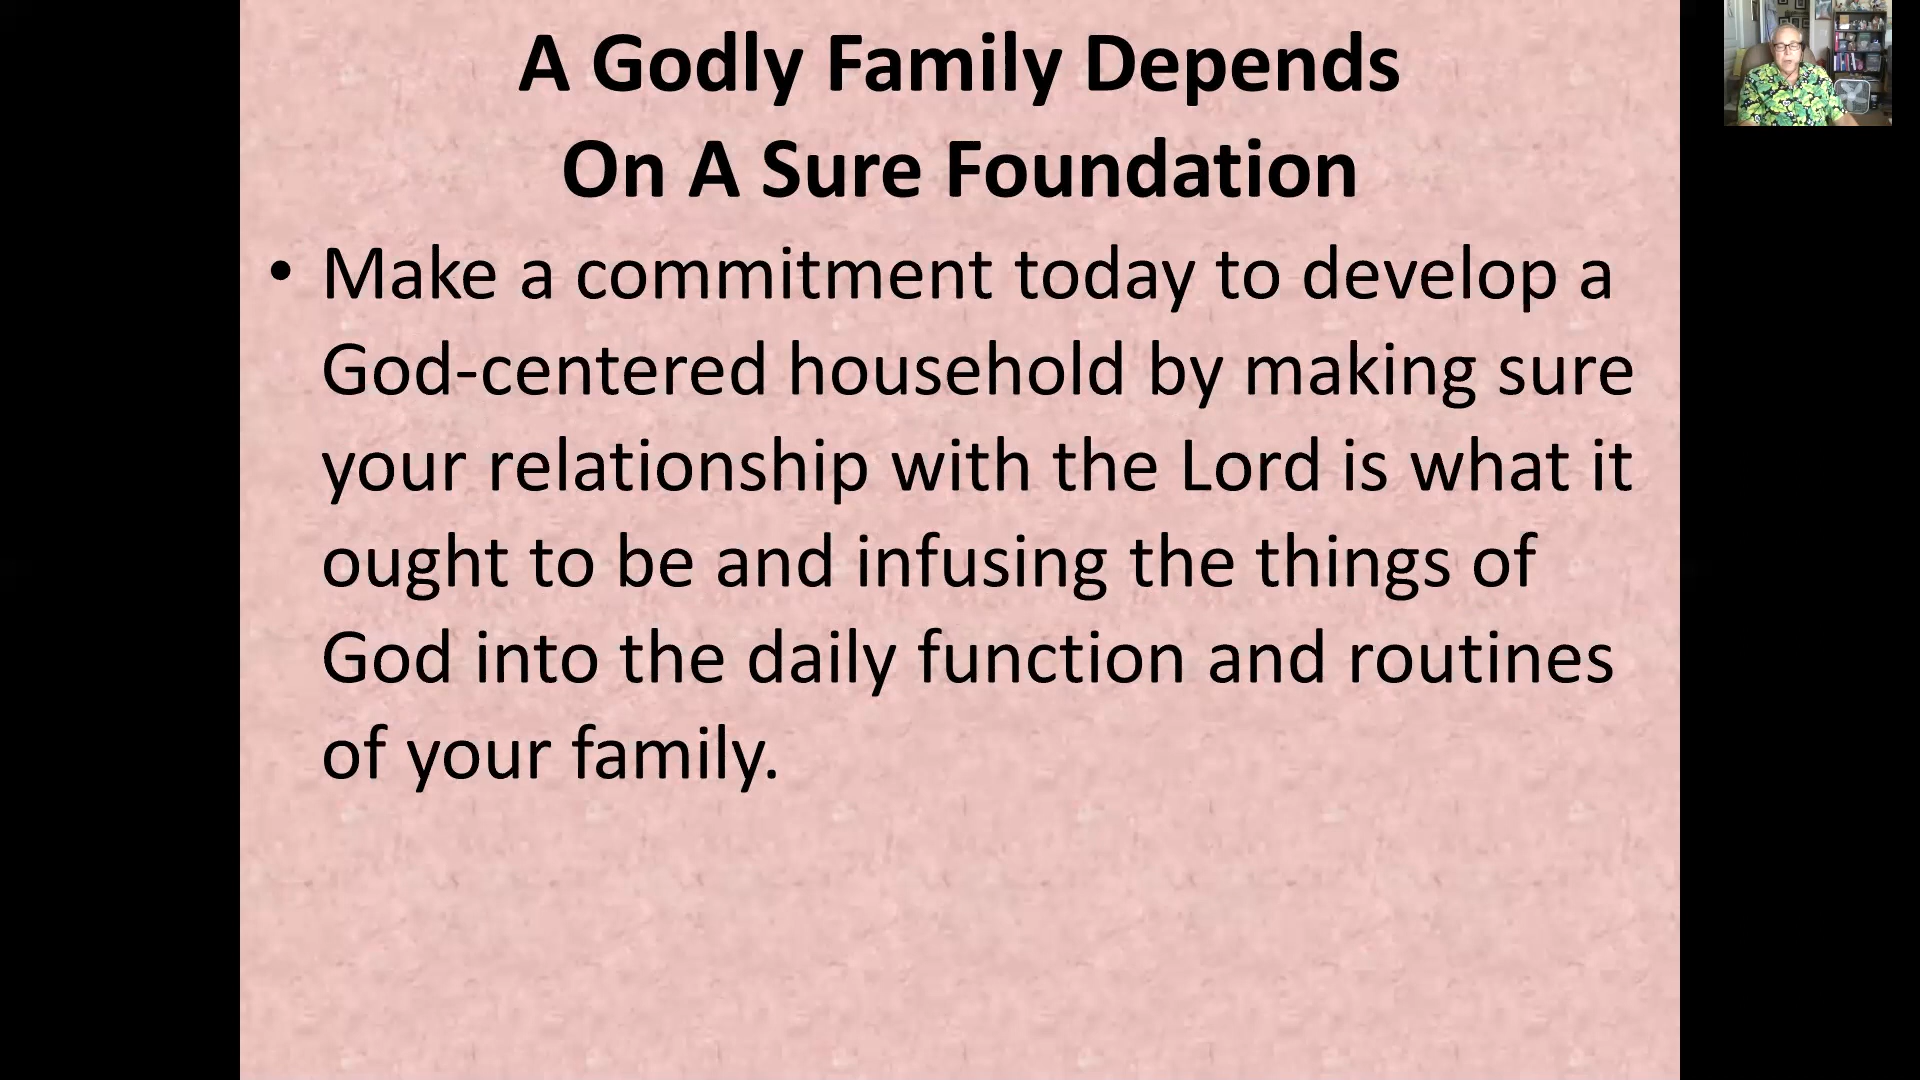 A Godly Family Depends
On A Sure Foundation
• Make a commitment today to develop a
God-centered household by making sure
your relationship with the Lord is what it
ought to be and infusing the things of
God into the daily function and routines
of your family.